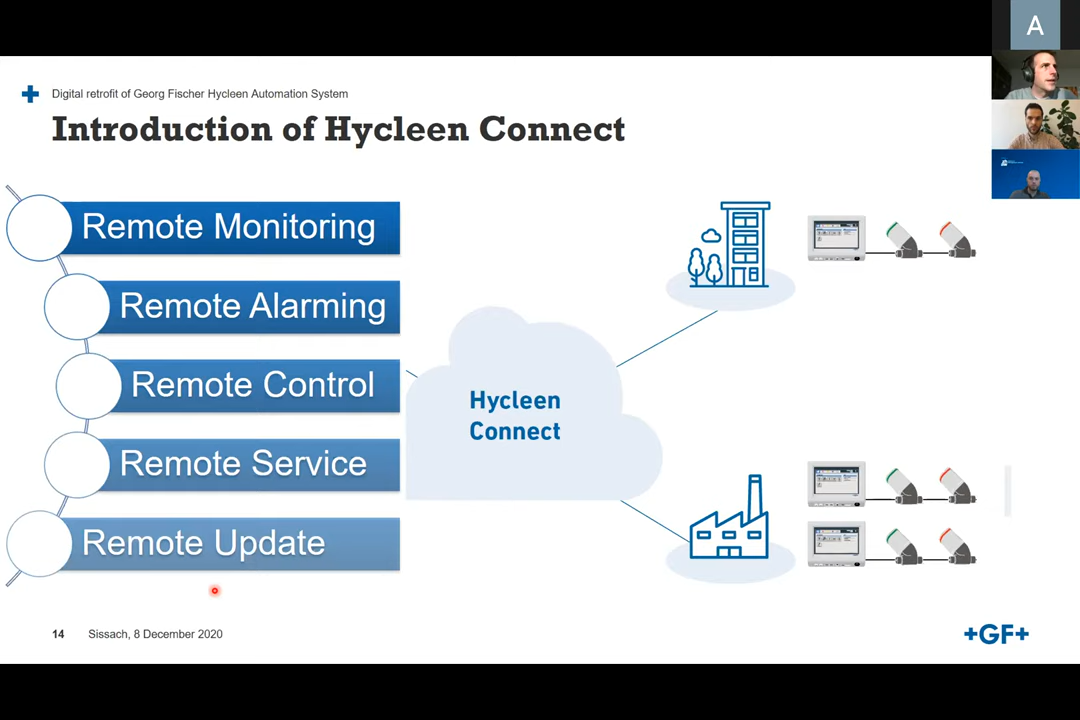 A
Digital retrofit of Georg Fischer Hycleen Automation System
Introduction of Hycleen Connect
Remote Monitoring
Remote Alarming
Remote Control
Remote Service
Remote Update
Hycleen
Connect
14 Sissach, 8 December 2020
+GF+